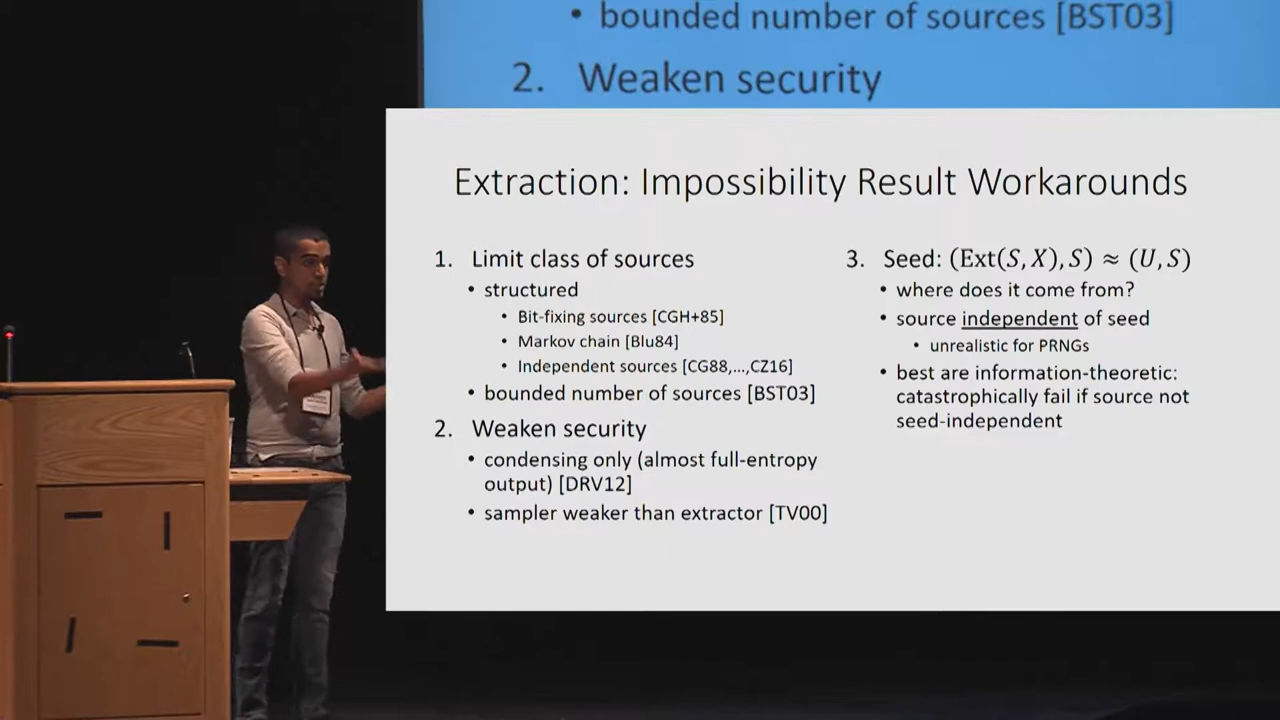 • bounded number of sources [BST03]
2. Weaken security
Extraction: Impossibility Result Workarounds
1. Limit class of sources
• structured
• Bit-fixing sources [CGH+85]
• Markov chain [Blu84]
• Independent sources [CG88,...,CZ16]
• bounded number of sources [BST03]
2. Weaken security
• condensing only (almost full-entropy
output) [DRV12]
• sampler weaker than extractor [TV00]
3. Seed: (Ext(S, X), S) ≈ (U, S)
• where does it come from?
• source independent of seed
• unrealistic for PRNGs
• best are information-theoretic:
catastrophically fail if source not
seed-independent